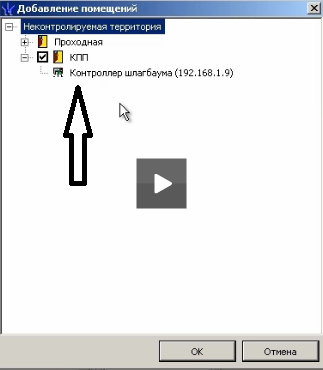 Добавление помещений
Неконтролируемая территория
Проходная
КПП
Контроллер шлагбаума (192.168.1.9)
OK
Отмена